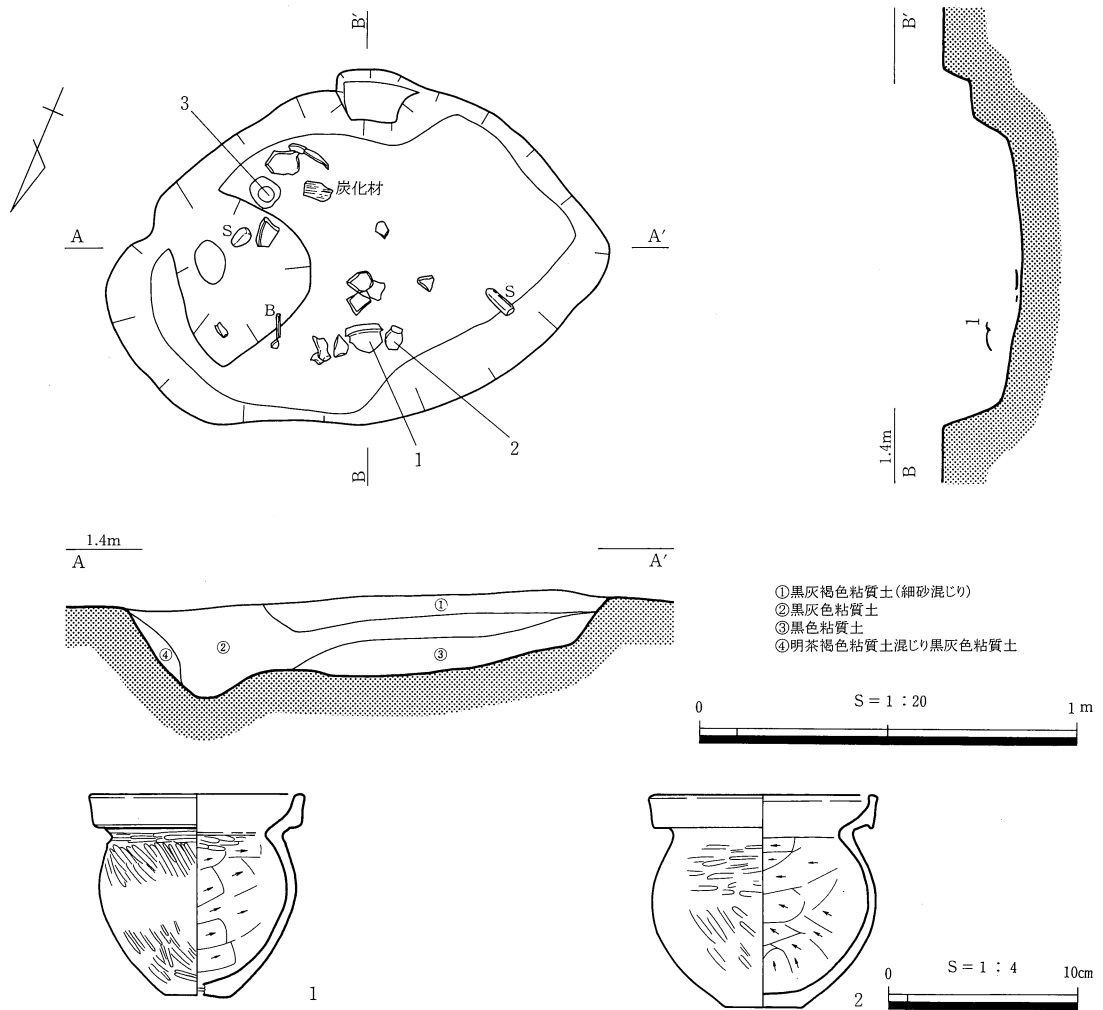 B′
3
炭化材
S
A
A′
B
S
1
2
B
B′
1
1.4m
B
1.4m
A
A′
①
②
③
④
①黒灰褐色粘質土(細砂混じり)
②黒灰色粘質土
③黒色粘質土
④明茶褐色粘質土混じり黒灰色粘質土
S=1:20
0
1m
1
2
S=1:4
0
10cm